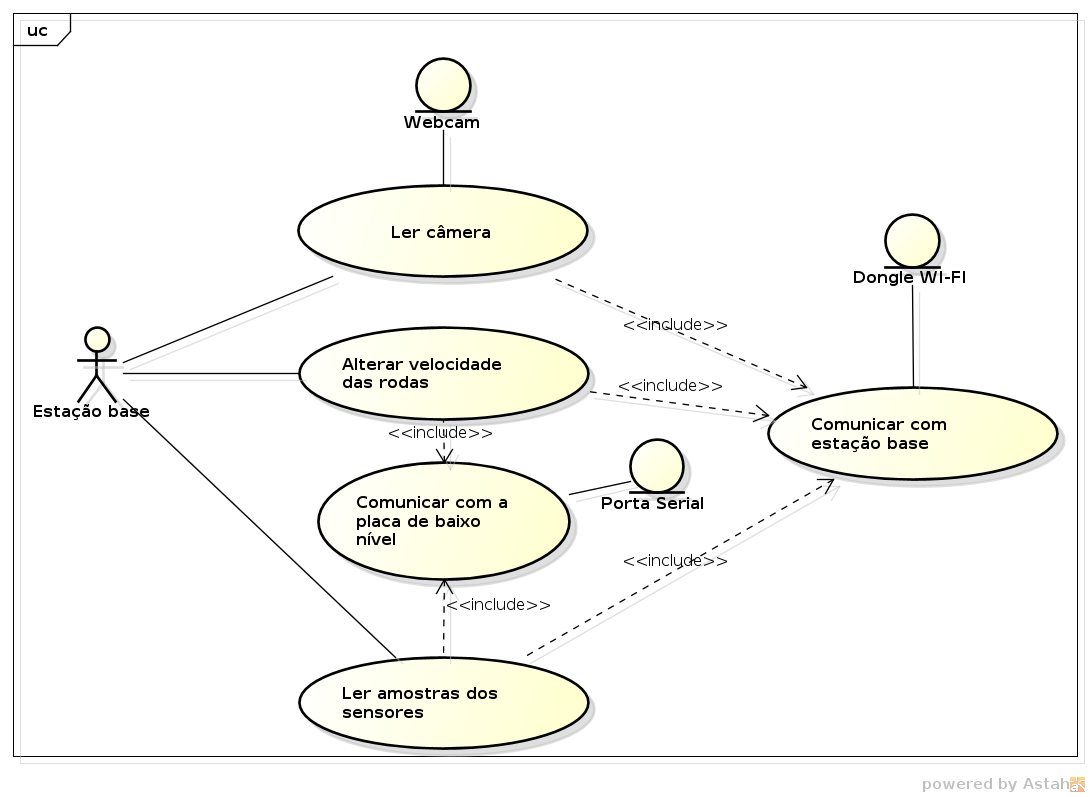 uc
Webcam
Ler câmera
Dongle WI-FI
<<include>>
Alterar velocidade
das rodas
<<include>>
Estação base
Comunicar com
estação base
<<include>>
Comunicar com a
placa de baixo
nível
Porta Serial
<<include>>
<<include>>
Ler amostras dos
sensores
powered by Astah